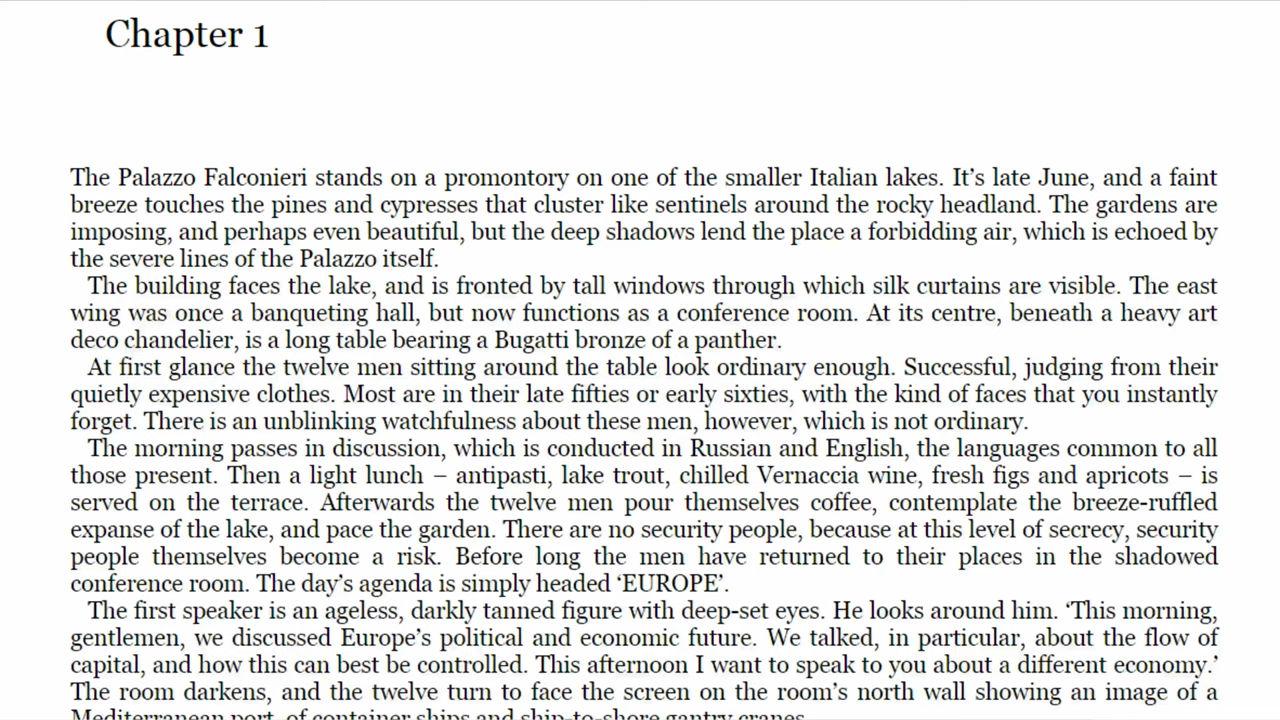 Chapter 1
The Palazzo Falconieri stands on a promontory on one of the smaller Italian lakes. It’s late June, and a faint
breeze touches the pines and cypresses that cluster like sentinels around the rocky headland. The gardens are
imposing, and perhaps even beautiful, but the deep shadows lend the place a forbidding air, which is echoed by
the severe lines of the Palazzo itself.
The building faces the lake, and is fronted by tall windows through which silk curtains are visible. The east
wing was once a banqueting hall, but now functions as a conference room. At its centre, beneath a heavy art
deco chandelier, is a long table bearing a Bugatti bronze of a panther.
At first glance the twelve men sitting around the table look ordinary enough. Successful, judging from their
quietly expensive clothes. Most are in their late fifties or early sixties, with the kind of faces that you instantly
forget. There is an unblinking watchfulness about these men, however, which is not ordinary.
The morning passes in discussion, which is conducted in Russian and English, the languages common to all
those present. Then a light lunch – antipasti, lake trout, chilled Vernaccia wine, fresh figs and apricots – is
served on the terrace. Afterwards the twelve men pour themselves coffee, contemplate the breeze-ruffled
expanse of the lake, and pace the garden. There are no security people, because at this level of secrecy, security
people themselves become a risk. Before long the men have returned to their places in the shadowed
conference room. The day’s agenda is simply headed ‘EUROPE’.
The first speaker is an ageless, darkly tanned figure with deep-set eyes. He looks around him. ‘This morning,
gentlemen, we discussed Europe’s political and economic future. We talked, in particular, about the flow of
capital, and how this can best be controlled. This afternoon I want to speak to you about a different economy.’
The room darkens, and the twelve turn to face the screen on the room’s north wall showing an image of a
Mediterranean port, of container ships and ship-to-shore gantry cranes.